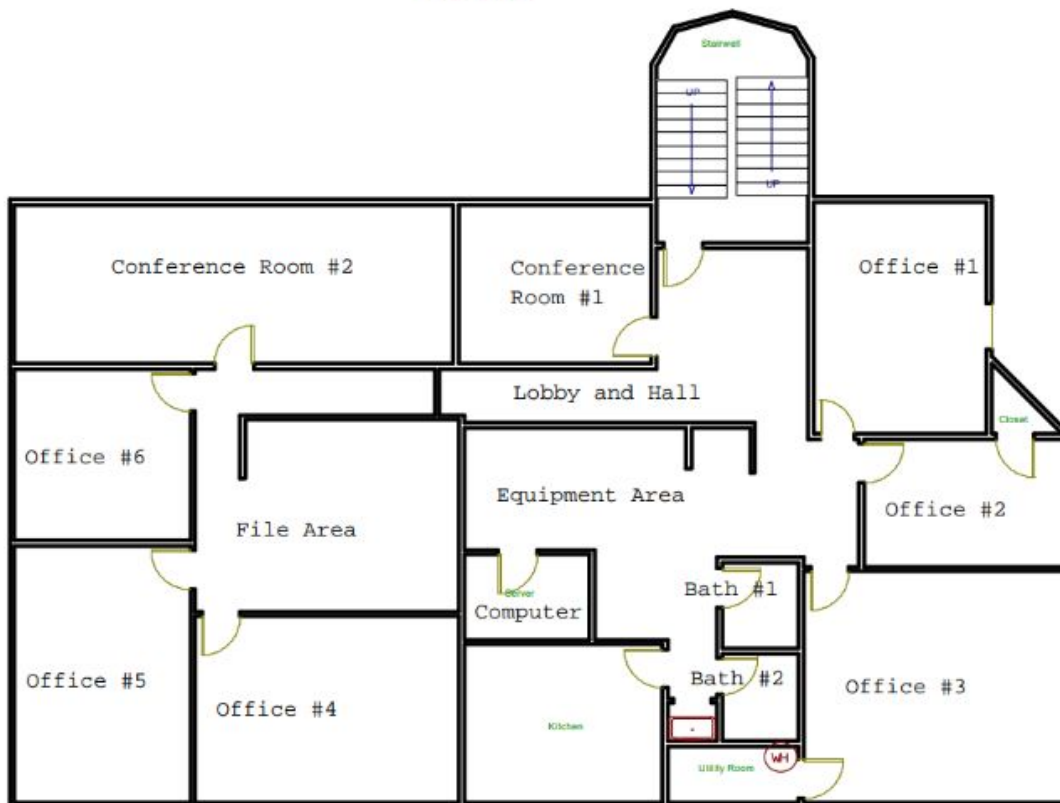 Stairwell
UP
UP
Conference Room #2
Conference
Room #1
Office #1
Lobby and Hall
Closet
Office #6
Equipment Area
Office #2
File Area
Server
Computer
Bath #1
Office #5
Bath #2
Office #3
Office #4
Kitchen
Utility Room
WH